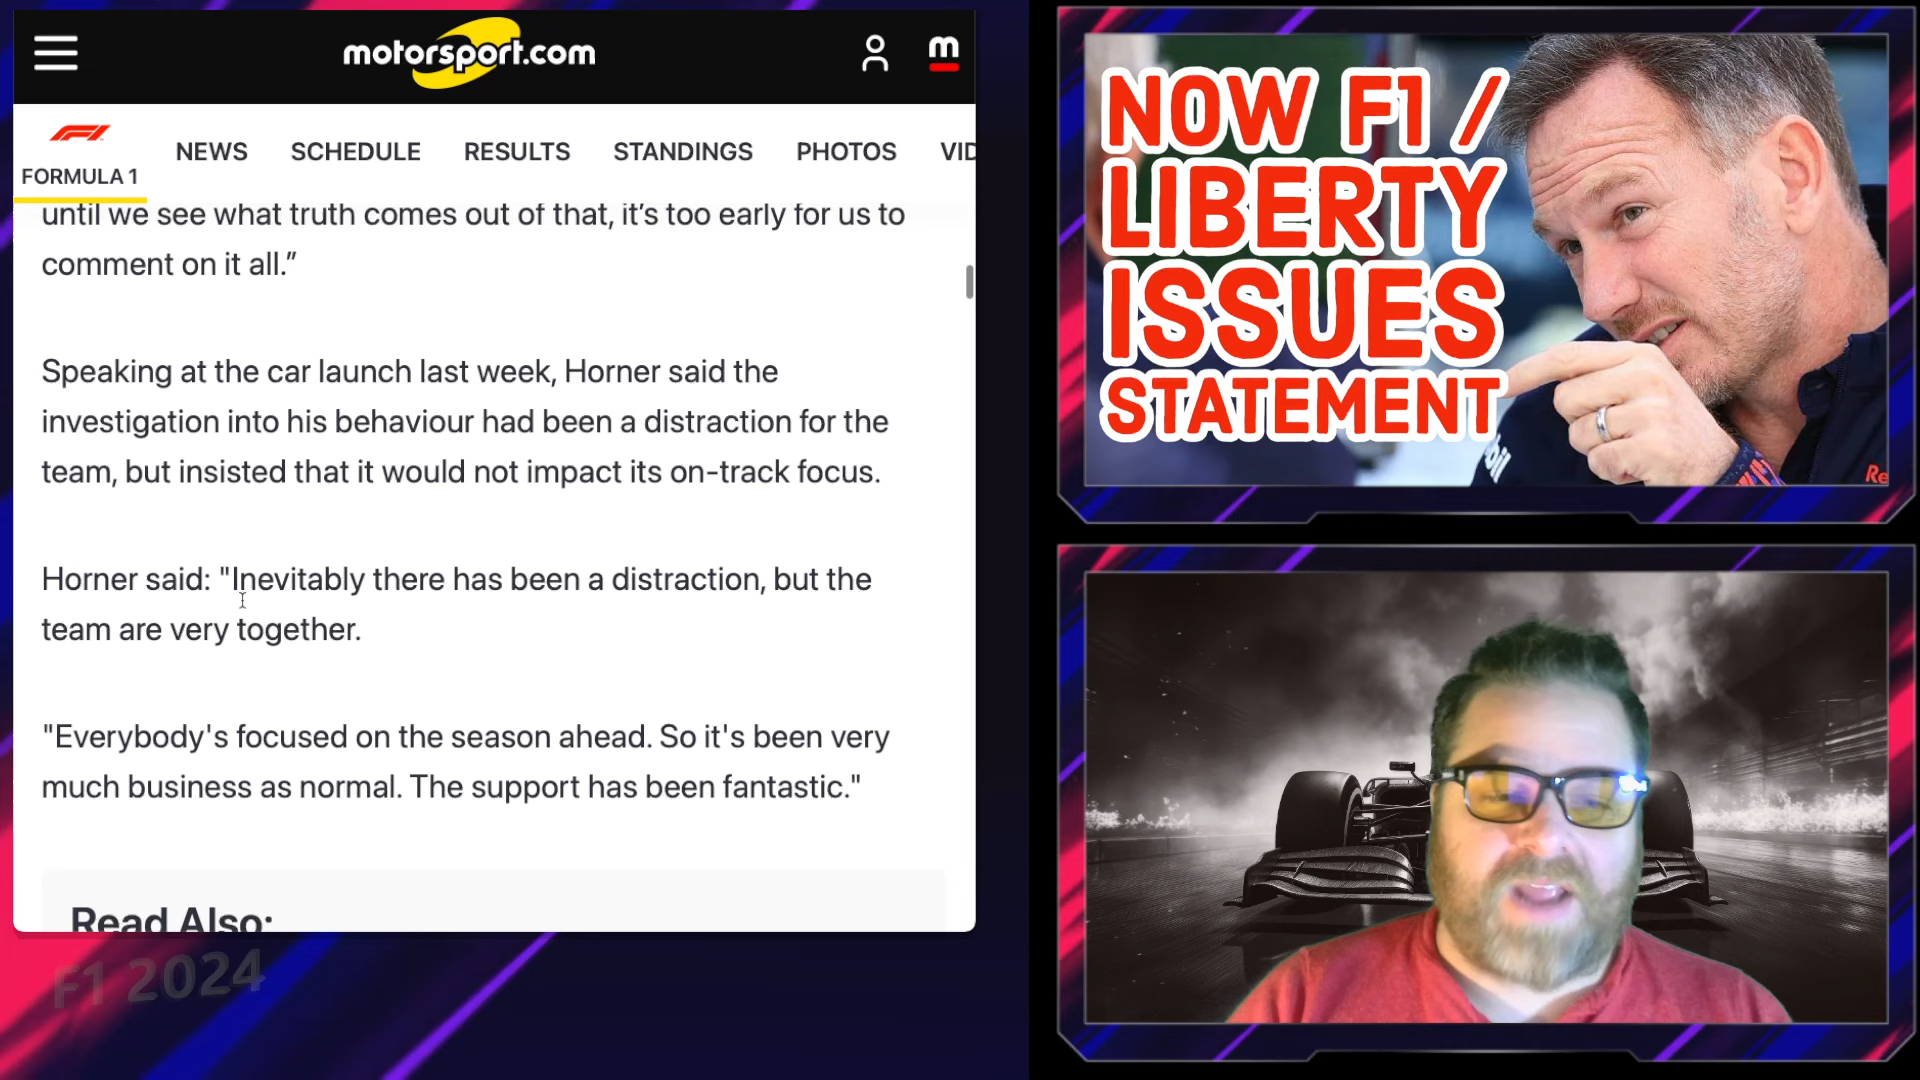 motorsport.com
m
FORMULA 1
NEWS SCHEDULE RESULTS STANDINGS PHOTOS VID
until we see what truth comes out of that, it’s too early for us to
comment on it all.”
Speaking at the car launch last week, Horner said the
investigation into his behaviour had been a distraction for the
team, but insisted that it would not impact its on-track focus.
Horner said: "Inevitably there has been a distraction, but the
team are very together.
"Everybody's focused on the season ahead. So it's been very
much business as normal. The support has been fantastic."
Read Also:
F1 2024
NOW F1 /
LIBERTY
ISSUES
STATEMENT
Re